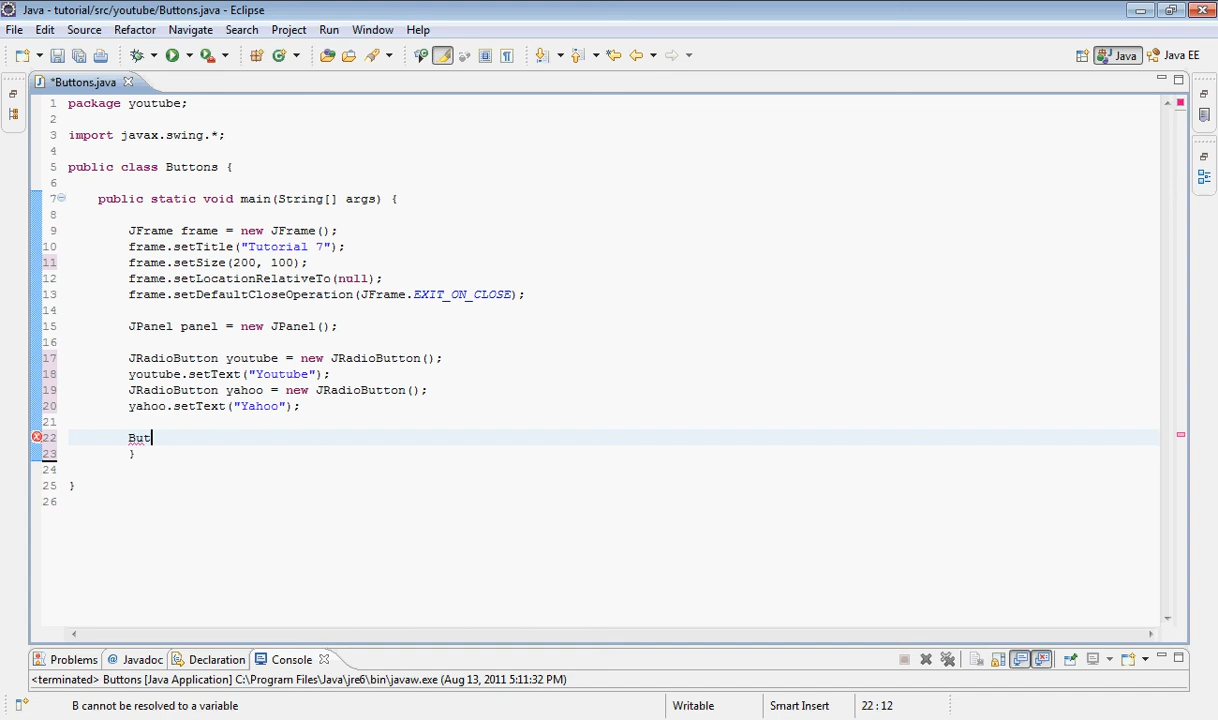 Java - tutorial/src/youtube/Buttons.java - Eclipse
File Edit Source Refactor Navigate Search Project Run Window Help
Java Java EE
*Buttons.java
1 package youtube;
2
3 import javax.swing.*;
4
5 public class Buttons {
6
7 public static void main(String[] args) {
8
9 JFrame frame = new JFrame();
10 frame.setTitle("Tutorial 7");
11 frame.setSize(200, 100);
12 frame.setLocationRelativeTo(null);
13 frame.setDefaultCloseOperation(JFrame.EXIT_ON_CLOSE);
14
15 JPanel panel = new JPanel();
16
17 JRadioButton youtube = new JRadioButton();
18 youtube.setText("Youtube");
19 JRadioButton yahoo = new JRadioButton();
20 yahoo.setText("Yahoo");
21
22 But
23 }
24
25 }
26
Problems @ Javadoc Declaration Console
<terminated> Buttons [Java Application] C:\Program Files\Java\jre6\bin\javaw.exe (Aug 13, 2011 5:11:32 PM)
B cannot be resolved to a variable Writable Smart Insert 22 : 12